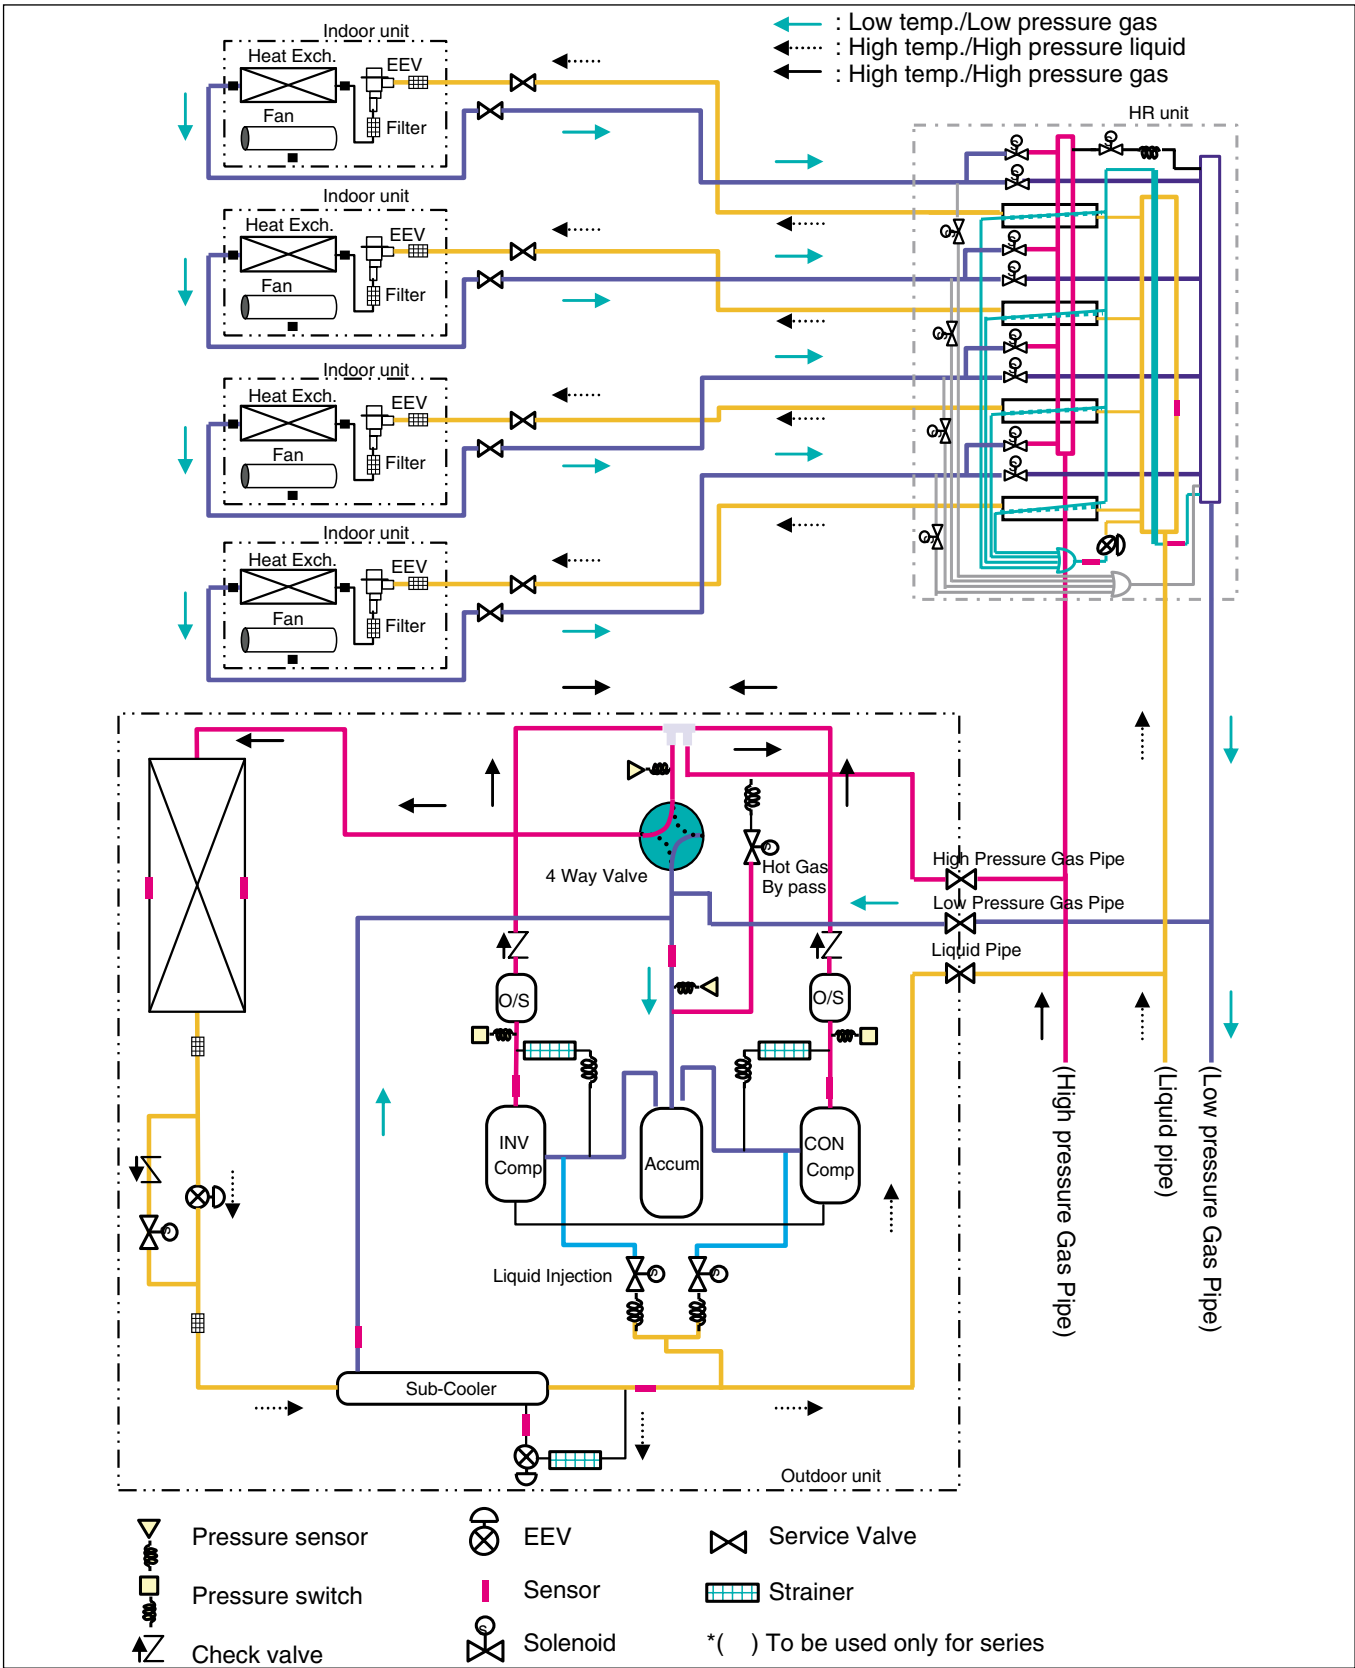 : Low temp./Low pressure gas
: High temp./High pressure liquid
: High temp./High pressure gas
Indoor unit
Heat Exch.
EEV
Fan
Filter
HR unit
Indoor unit
Heat Exch.
EEV
Fan
Filter
Indoor unit
Heat Exch.
EEV
Fan
Filter
Indoor unit
Heat Exch.
EEV
Fan
Filter
4 Way Valve
Hot Gas
By pass
High Pressure Gas Pipe
Low Pressure Gas Pipe
Liquid Pipe
O/S
O/S
INV
Comp
Accum
CON
Comp
(High pressure Gas Pipe)
(Liquid pipe)
(Low pressure Gas Pipe)
Liquid Injection
Sub-Cooler
Outdoor unit
Pressure sensor
EEV
Service Valve
Pressure switch
Sensor
Strainer
Check valve
Solenoid
*( ) To be used only for series